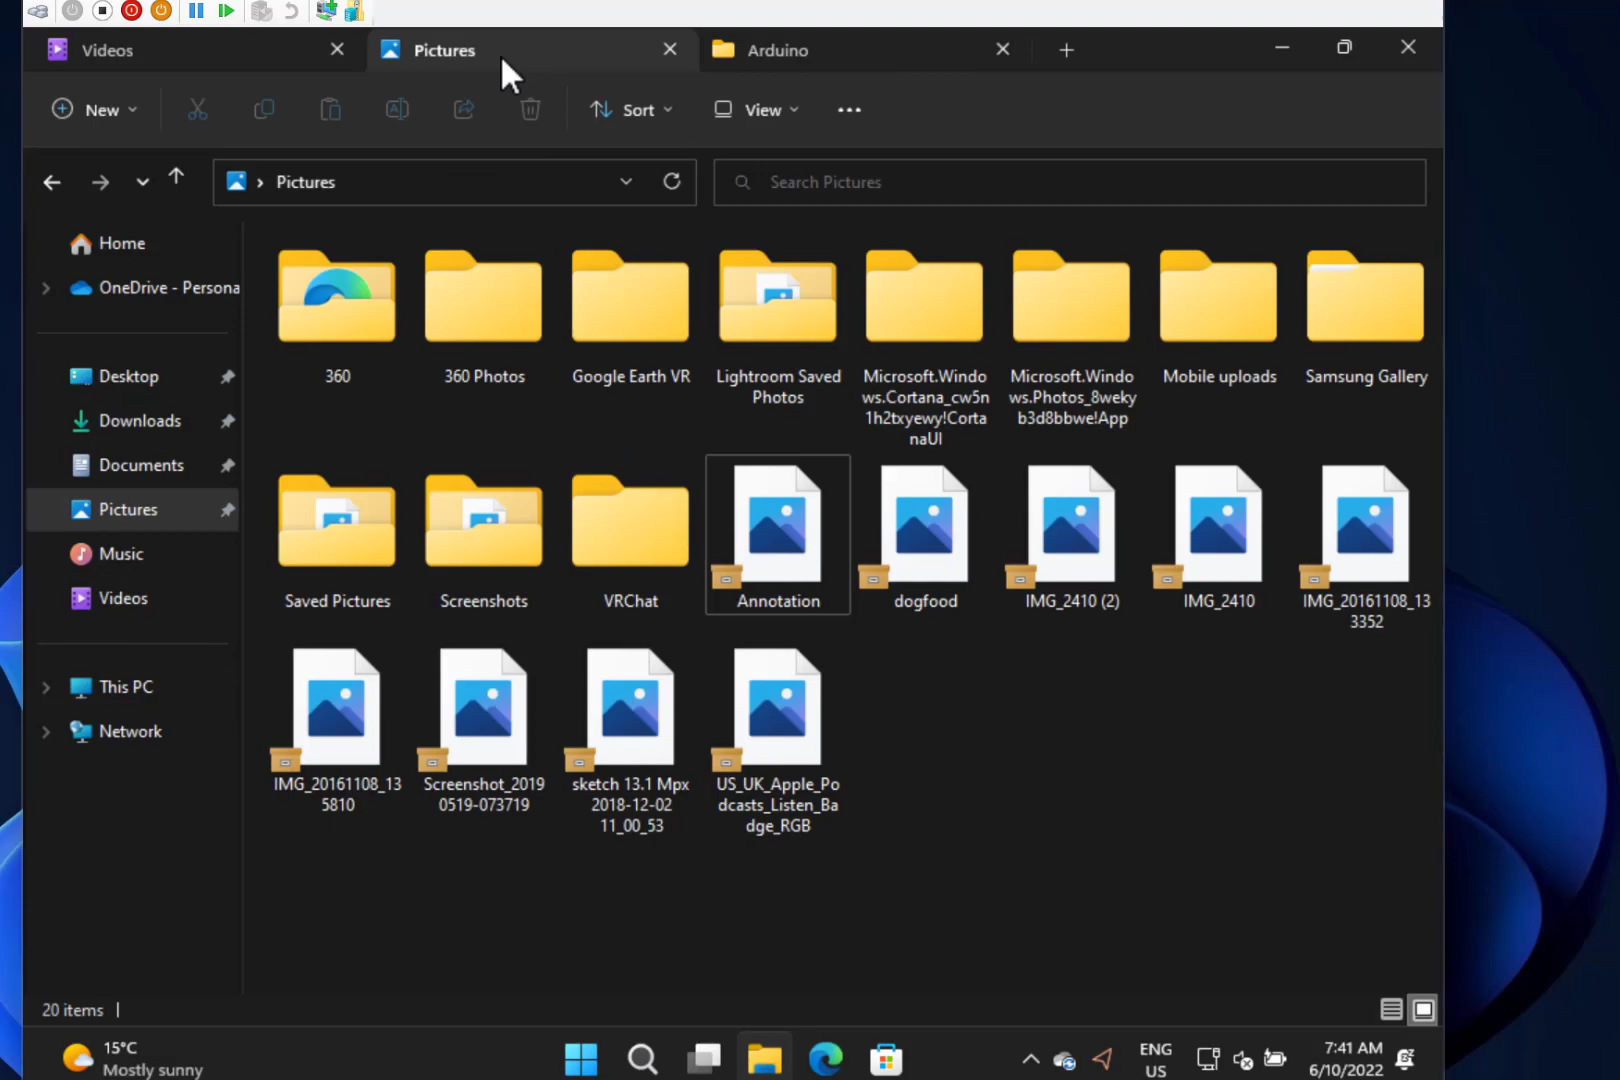 Videos
Pictures
Arduino
New
Sort
View
Pictures
Search Pictures
Home
OneDrive - Persona
Desktop
Downloads
Documents
Pictures
Music
Videos
This PC
Network
360
360 Photos
Google Earth VR
Lightroom Saved
Photos
Microsoft.Windo
ws.Cortana_cw5n
1h2txyewy!Corta
naUI
Microsoft.Windo
ws.Photos_8weky
b3d8bbwe!App
Mobile uploads
Samsung Gallery
Saved Pictures
Screenshots
VRChat
Annotation
dogfood
IMG_2410 (2)
IMG_2410
IMG_20161108_13
3352
IMG_20161108_13
5810
Screenshot_2019
0519-073719
sketch 13.1 Mpx
2018-12-02
11_00_53
US_UK_Apple_Po
dcasts_Listen_Ba
dge_RGB
20 items
15°C
Mostly sunny
ENG
US
7:41 AM
6/10/2022